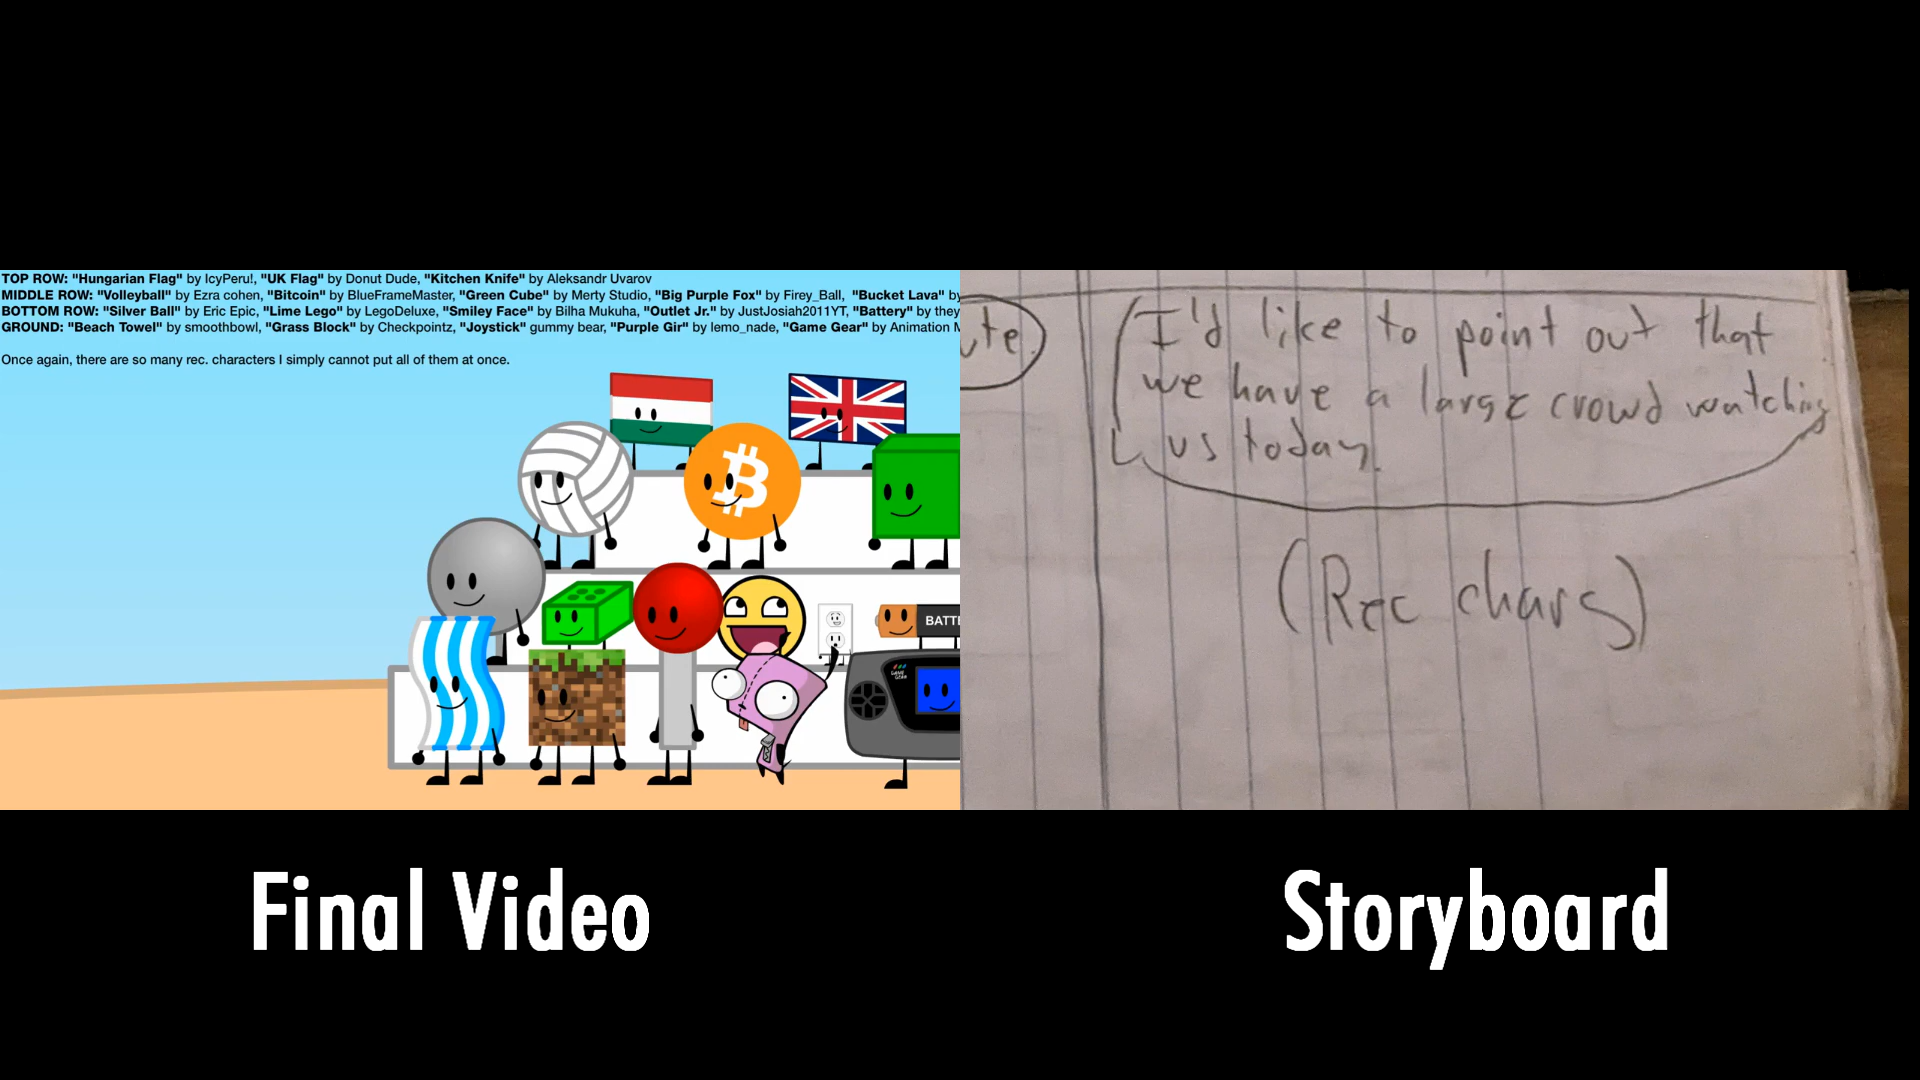 TOP ROW: "Hungarian Flag" by IcyPeru!, "UK Flag" by Donut Dude, "Kitchen Knife" by Aleksandr Uvarov
MIDDLE ROW: "Volleyball" by Ezra cohen, "Bitcoin" by BlueFrameMaster, "Green Cube" by Merty Studio, "Big Purple Fox" by Firey_Ball, "Bucket Lava" by
BOTTOM ROW: "Silver Ball" by Eric Epic, "Lime Lego" by LegoDeluxe, "Smiley Face" by Bilha Mukuha, "Outlet Jr." by JustJosiah2011YT, "Battery" by they
GROUND: "Beach Towel" by smoothbowl, "Grass Block" by Checkpointz, "Joystick" gummy bear, "Purple Gir" by lemo_nade, "Game Gear" by Animation
Once again, there are so many rec. characters I simply cannot put all of them at once.
BATTE
GAME GEAR
ute
I'd like to point out that
we have a large crowd watching
us today.
(Rec chars)
Final Video
Storyboard